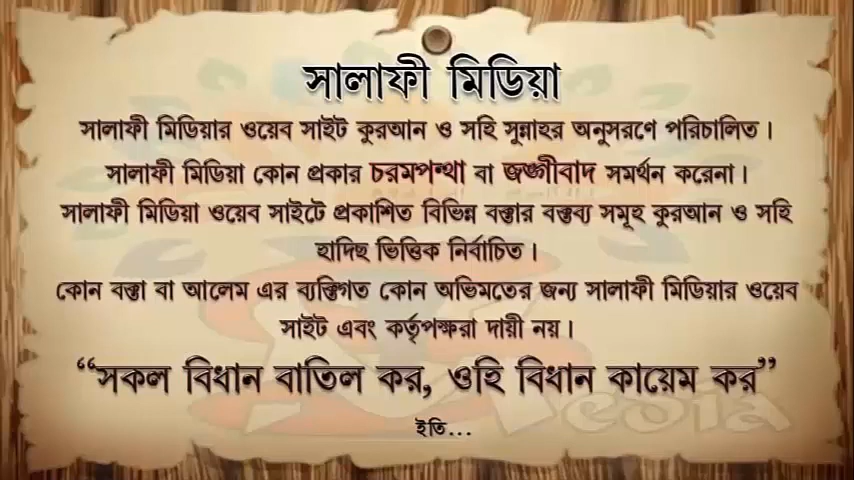 সালাফী মিডিয়া
সালাফী মিডিয়ার ওয়েব সাইট কুরআন ও সহি সুন্নাহর অনুসরণে পরিচালিত।
সালাফী মিডিয়া কোন প্রকার চরমপন্থা বা জঙ্গীবাদ সমর্থন করেনা।
সালাফী মিডিয়া ওয়েব সাইটে প্রকাশিত বিভিন্ন বক্তার বক্তব্য সমূহ কুরআন ও সহি
হাদিছ ভিত্তিক নির্বাচিত।
কোন বক্তা বা আলেম এর ব্যক্তিগত কোন অভিমতের জন্য সালাফী মিডিয়ার ওয়েব
সাইট এবং কর্তৃপক্ষরা দায়ী নয়।
“সকল বিধান বাতিল কর, ওহি বিধান কায়েম কর”
Media
ইতি...